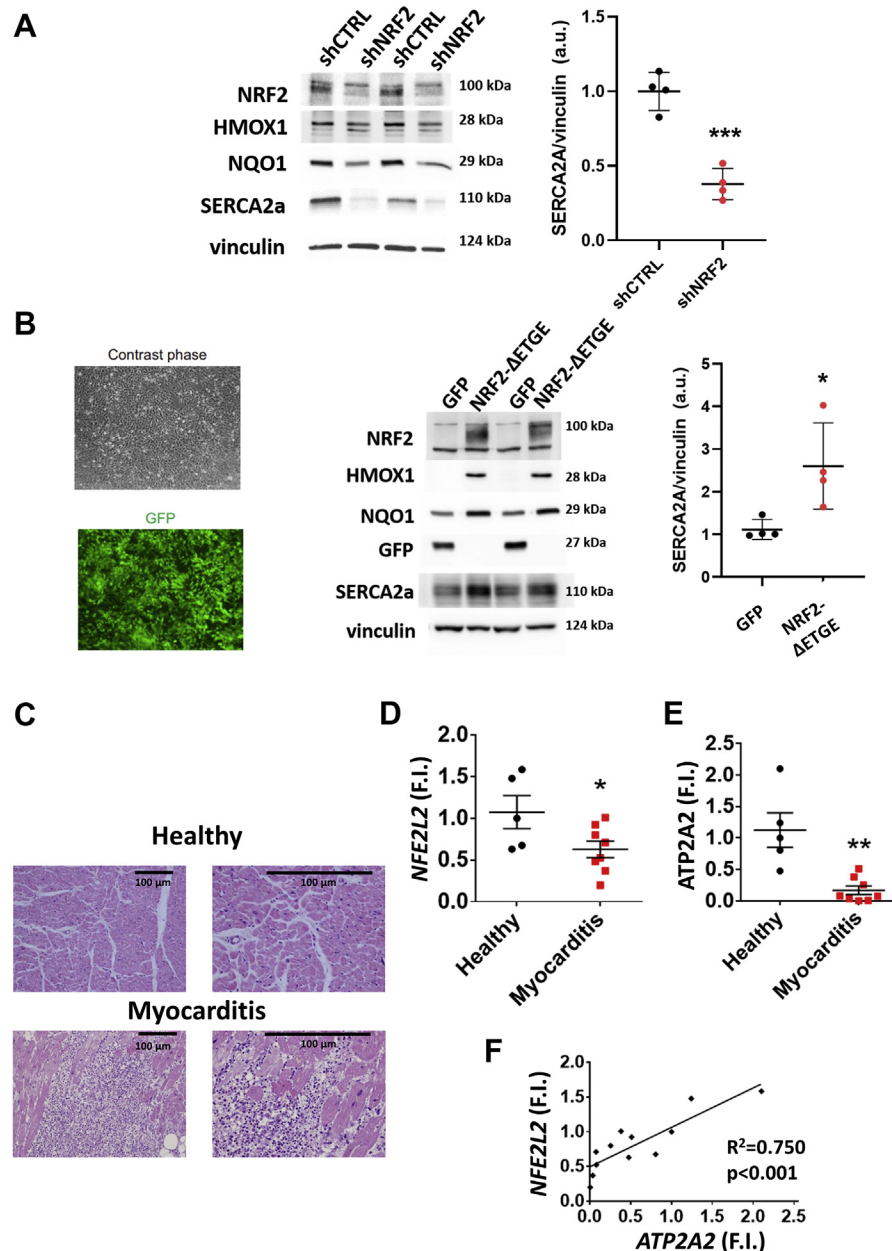 A
shCTRL
shNRF2
shCTRL
shNRF2
NRF2
100 kDa
HMOX1
28 kDa
NQO1
29 kDa
SERCA2a
110 kDa
vinculin
124 kDa
SERCA2A/vinculin (a.u.)
1.5
1.0
0.5
0.0
***
shCTRL
shNRF2
B
Contrast phase
GFP
GFP
NRF2-ΔETGE
GFP
NRF2-ΔETGE
NRF2
100 kDa
HMOX1
28 kDa
NQO1
29 kDa
GFP
27 kDa
SERCA2a
110 kDa
vinculin
124 kDa
SERCA2A/vinculin (a.u.)
5
4
3
2
1
0
*
GFP
NRF2-
ΔETGE
C
Healthy
100 µm
100 µm
Myocarditis
100 µm
100 µm
D
NFE2L2 (F.I.)
2.0
1.5
1.0
0.5
0.0
*
Healthy
Myocarditis
E
ATP2A2 (F.I.)
2.5
2.0
1.5
1.0
0.5
0.0
**
Healthy
Myocarditis
F
NFE2L2 (F.I.)
2.0
1.5
1.0
0.5
0.0
R²=0.750
p<0.001
0.0 0.5 1.0 1.5 2.0 2.5
ATP2A2 (F.I.)